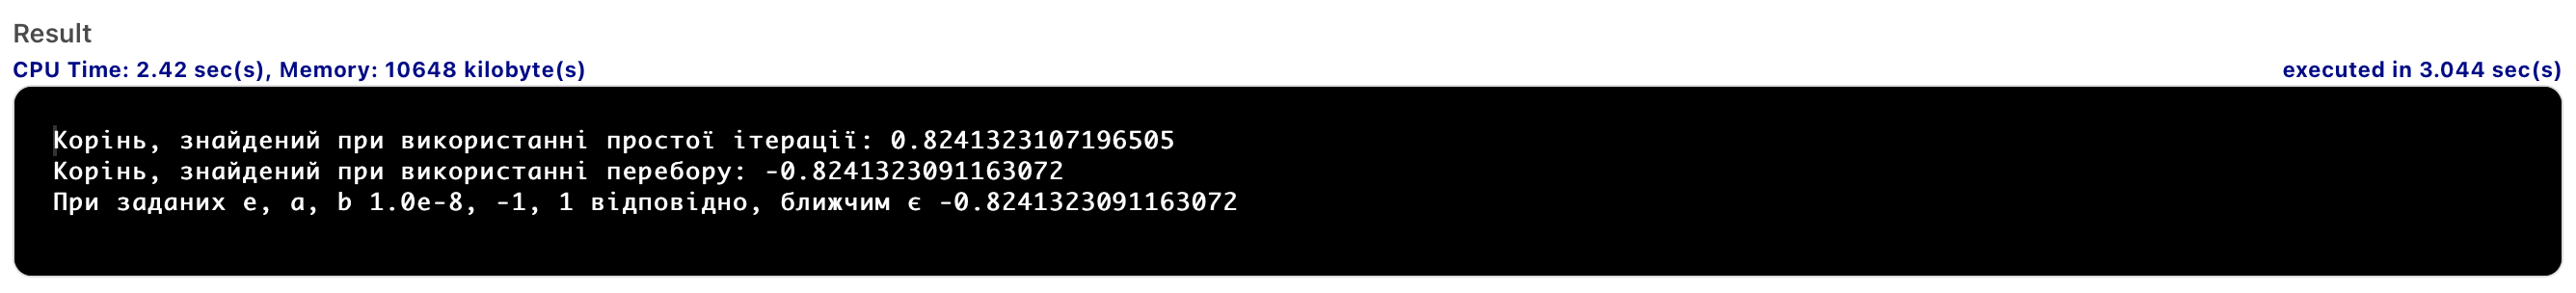 Result
CPU Time: 2.42 sec(s), Memory: 10648 kilobyte(s)
executed in 3.044 sec(s)
Корінь, знайдений при використанні простої ітерації: 0.8241323107196505
Корінь, знайдений при використанні перебору: -0.8241323091163072
При заданих e, a, b 1.0e-8, -1, 1 відповідно, ближчим є -0.8241323091163072